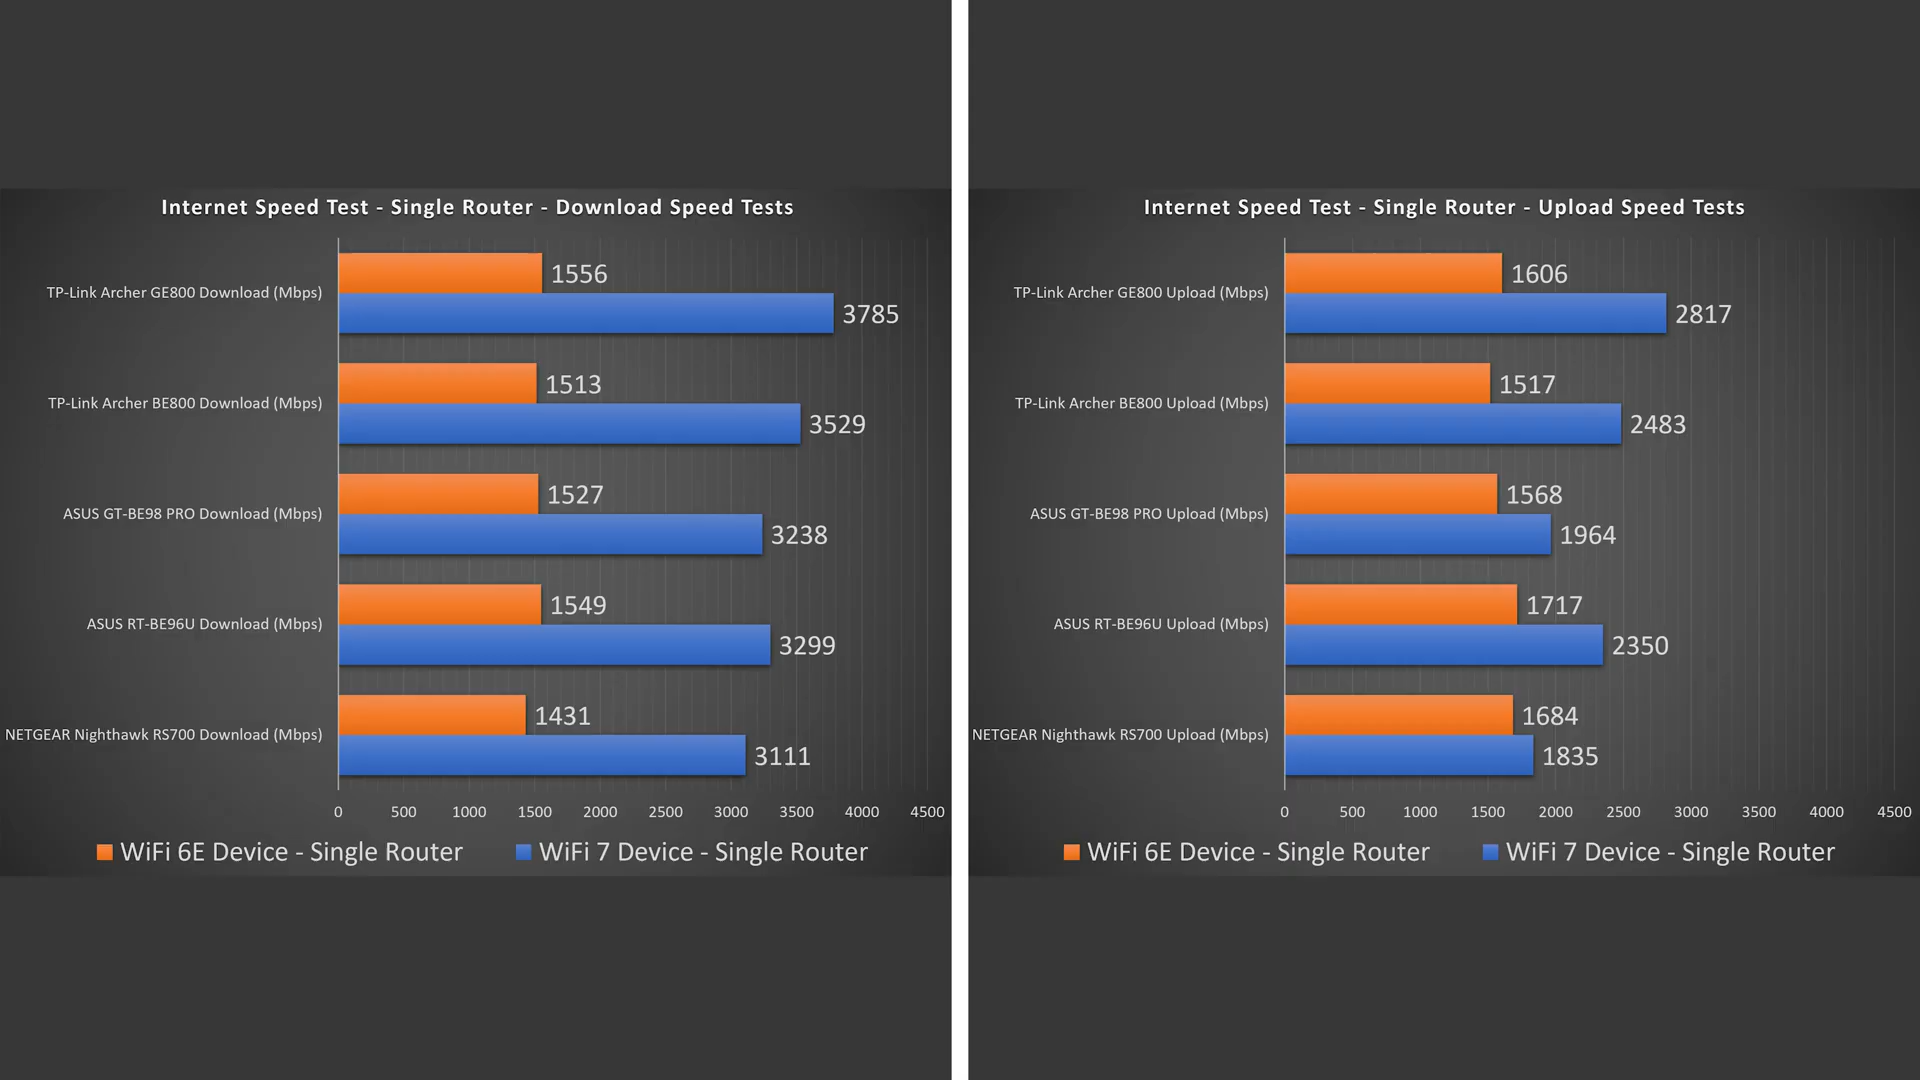 Internet Speed Test - Single Router - Download Speed Tests
TP-Link Archer GE800 Download (Mbps)
1556
3785
TP-Link Archer BE800 Download (Mbps)
1513
3529
ASUS GT-BE98 PRO Download (Mbps)
1527
3238
ASUS RT-BE96U Download (Mbps)
1549
3299
NETGEAR Nighthawk RS700 Download (Mbps)
1431
3111
0 500 1000 1500 2000 2500 3000 3500 4000 4500
WiFi 6E Device - Single Router WiFi 7 Device - Single Router
Internet Speed Test - Single Router - Upload Speed Tests
TP-Link Archer GE800 Upload (Mbps)
1606
2817
TP-Link Archer BE800 Upload (Mbps)
1517
2483
ASUS GT-BE98 PRO Upload (Mbps)
1568
1964
ASUS RT-BE96U Upload (Mbps)
1717
2350
NETGEAR Nighthawk RS700 Upload (Mbps)
1684
1835
0 500 1000 1500 2000 2500 3000 3500 4000 4500
WiFi 6E Device - Single Router WiFi 7 Device - Single Router